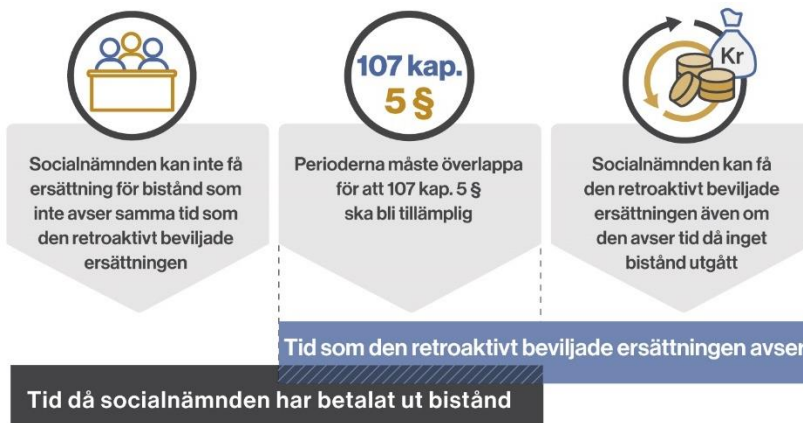 107 kap.
5 §
Kr
Socialnämnden kan inte få
ersättning för bistånd som
inte avser samma tid som
den retroaktivt beviljade
ersättningen
Perioderna måste överlappa
för att 107 kap. 5 §
ska bli tillämplig
Socialnämnden kan få
den retroaktivt beviljade
ersättningen även om
den avser tid då inget
bistånd utgått
Tid som den retroaktivt beviljade ersättningen avser
Tid då socialnämnden har betalat ut bistånd